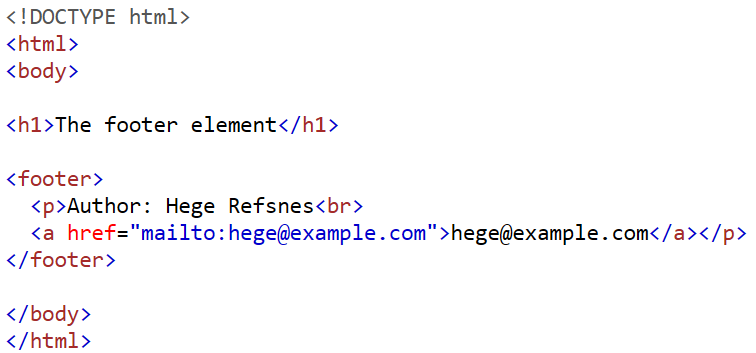 <!DOCTYPE html>
<html>
<body>
<h1>The footer element</h1>
<footer>
<p>Author: Hege Refsnes<br>
<a href="mailto:hege@example.com">hege@example.com</a></p>
</footer>
</body>
</html>